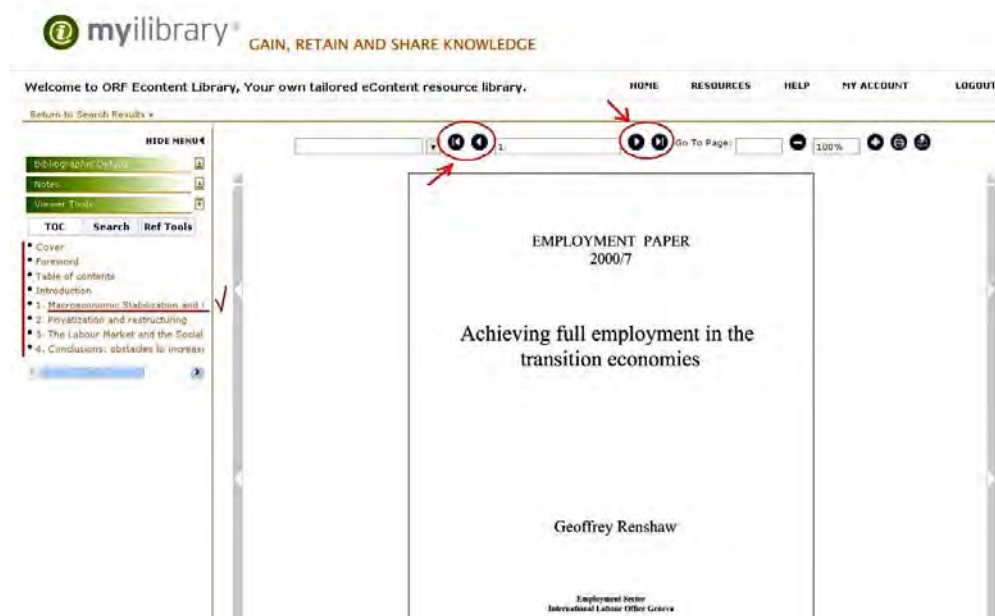 myilibrary® GAIN, RETAIN AND SHARE KNOWLEDGE
Welcome to ORF Econtent Library, Your own tailored eContent resource library. HOME RESOURCES HELP MY ACCOUNT LOGOUT
Return to Search Results »
HIDE MENU
1 Go To Page: 100%
Bibliographic Details
Notes
Viewer Tools
TOC Search Ref Tools
Cover
Foreword
Table of contents
Introduction
1. Macroeconomic Stabilization and
2. Privatization and restructuring
3. The Labour Market and the Social
4. Conclusions: obstacles to increasi
EMPLOYMENT PAPER
2000/7
Achieving full employment in the
transition economies
Geoffrey Renshaw
Employment Sector
International Labour Office Geneva